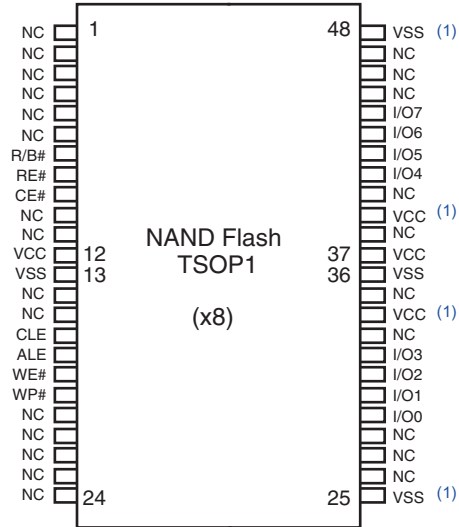 NC 1 48 VSS (1)
NC NC
NC NC
NC NC
NC I/O7
NC I/O6
R/B# I/O5
RE# I/O4
CE# NC
NC VCC (1)
NC NC
NAND Flash
VCC 12 37 VCC
TSOP1
VSS 13 36 VSS
NC NC
NC VCC (1)
(x8)
CLE NC
ALE I/O3
WE# I/O2
WP# I/O1
NC I/O0
NC NC
NC NC
NC NC
NC 24 25 VSS (1)